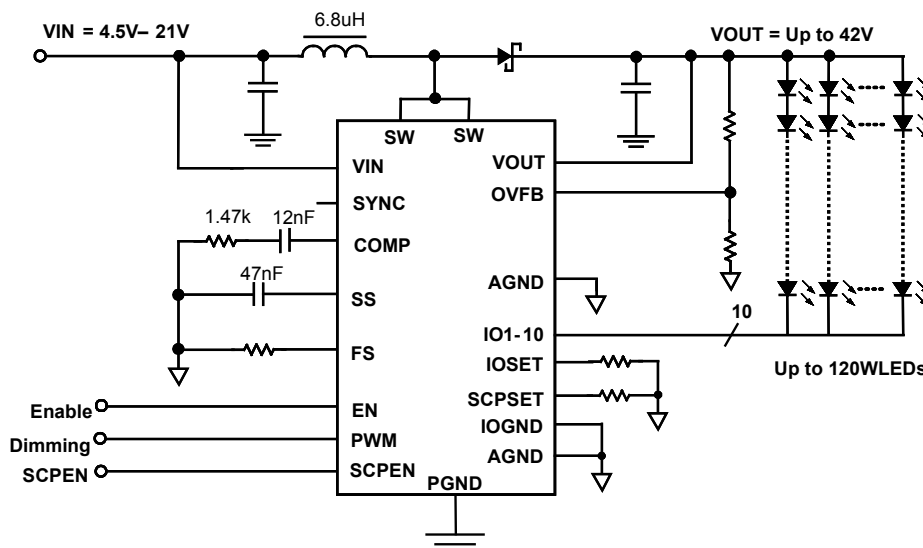 VIN = 4.5V– 21V
6.8uH
VOUT = Up to 42V
SW
SW
VIN
VOUT
SYNC
OVFB
1.47k
12nF
COMP
47nF
SS
AGND
10
IO1-10
FS
IOSET
Up to 120WLEDs
SCPSET
Enable
EN
IOGND
Dimming
PWM
AGND
SCPEN
SCPEN
PGND